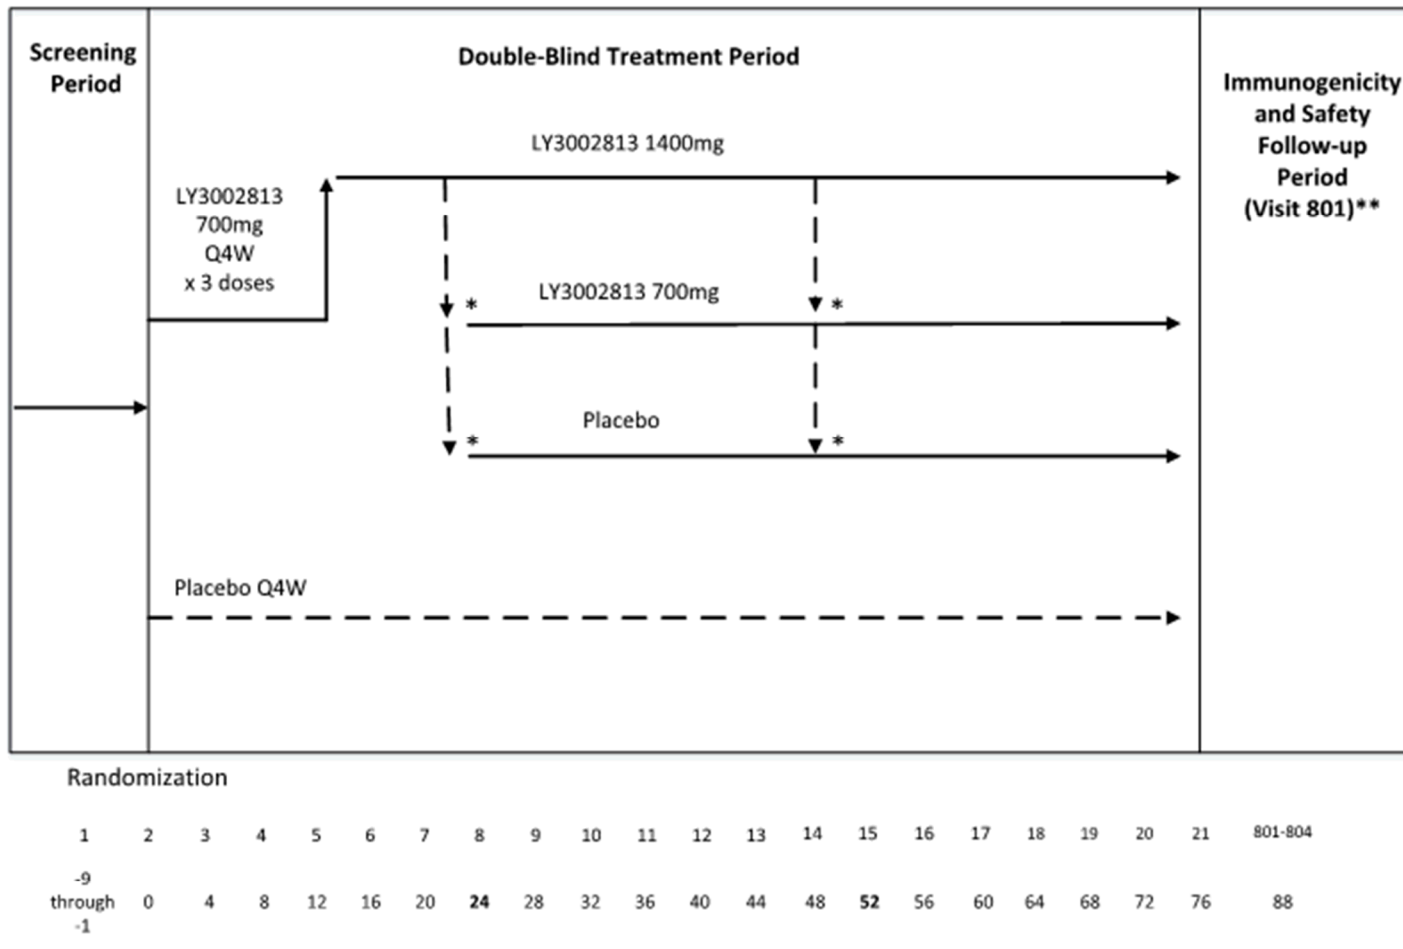 Screening
Period
Double-Blind Treatment Period
Immunogenicity
and Safety
Follow-up
Period
(Visit 801)**
LY3002813 1400mg
LY3002813
700mg
Q4W
x 3 doses
LY3002813 700mg
*
*
Placebo
*
*
Placebo Q4W
Randomization
1 2 3 4 5 6 7 8 9 10 11 12 13 14 15 16 17 18 19 20 21 801-804
-9
through
-1
0 4 8 12 16 20 24 28 32 36 40 44 48 52 56 60 64 68 72 76 88